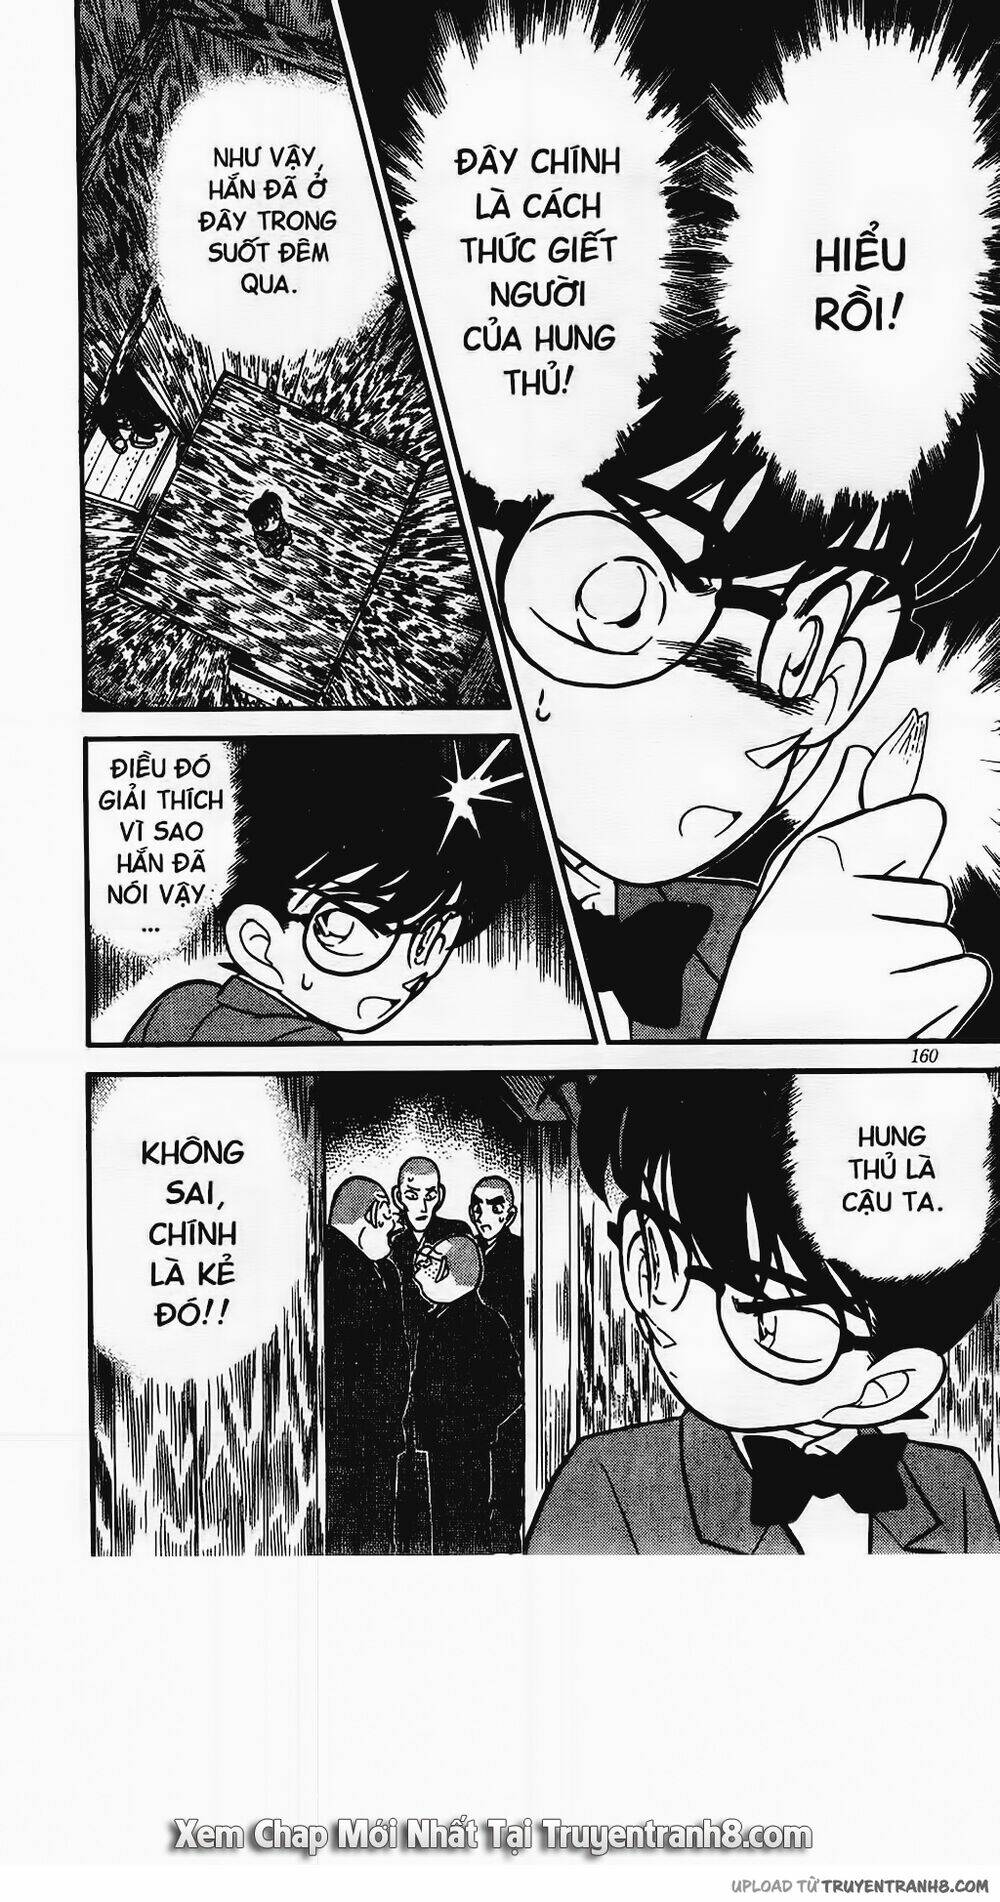 HIỂU
RỒI!
ĐÂY CHÍNH
LÀ CÁCH
THỨC GIẾT
NGƯỜI
CỦA HUNG
THỦ!
NHƯ VẬY,
HẮN ĐÃ Ở
ĐÂY TRONG
SUỐT ĐÊM
QUA.
ĐIỀU ĐÓ
GIẢI THÍCH
VÌ SAO
HẮN ĐÃ
NÓI VẬY
...
160
HUNG
THỦ LÀ
CẬU TA.
KHÔNG
SAI,
CHÍNH
LÀ KẺ
ĐÓ!!
Xem Chap Mới Nhất Tại Truyentranh8.com
UPLOAD TỪ TRUYENTRANH8.COM